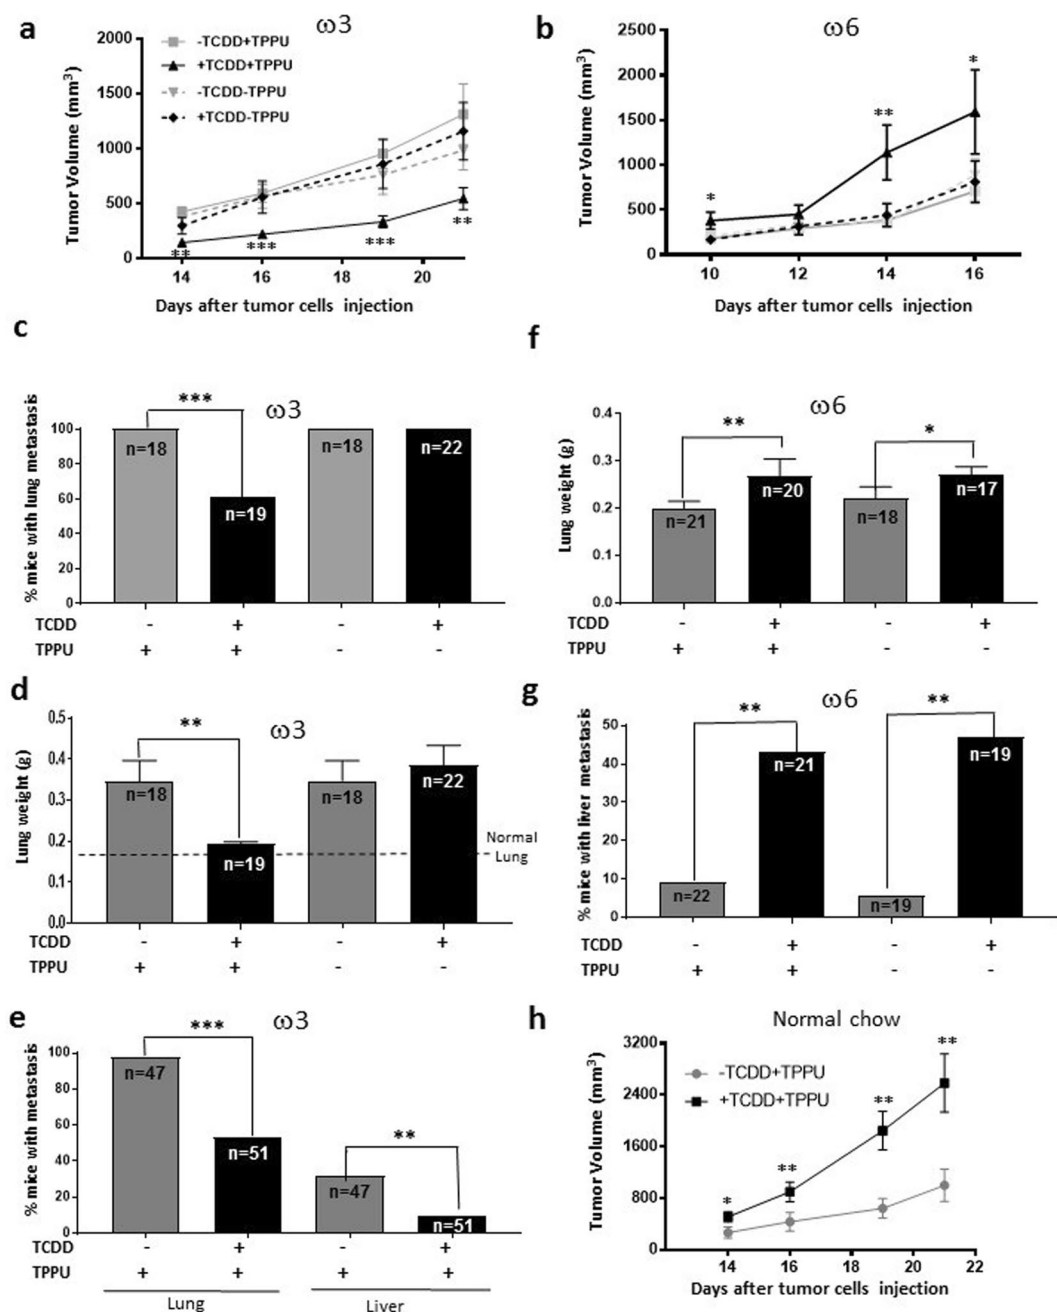 a
ω3
Tumor Volume (mm³)
2000
1500
1000
500
0
-TCDD+TPPU
+TCDD+TPPU
-TCDD-TPPU
+TCDD-TPPU
**
***
***
**
14
16
18
20
Days after tumor cells injection
b
ω6
Tumor Volume (mm³)
2500
2000
1500
1000
500
0
*
**
*
10
12
14
16
Days after tumor cells injection
c
ω3
% mice with lung metastasis
100
80
60
40
20
0
***
n=18
n=19
n=18
n=22
TCDD - + - +
TPPU + + - -
f
ω6
Lung weight (g)
0.4
0.3
0.2
0.1
0.0
**
*
n=21
n=20
n=18
n=17
TCDD - + - +
TPPU + + - -
d
ω3
Lung weight (g)
0.5
0.4
0.3
0.2
0.1
0.0
**
n=18
n=19
n=18
n=22
Normal
Lung
TCDD - + - +
TPPU + + - -
g
ω6
% mice with liver metastasis
50
40
30
20
10
0
**
**
n=22
n=21
n=19
n=19
TCDD - + - +
TPPU + + - -
e
ω3
% mice with metastasis
100
80
60
40
20
0
***
**
n=47
n=51
n=47
n=51
TCDD - + - +
TPPU + + + +
Lung
Liver
h
Normal chow
Tumor Volume (mm³)
3200
2400
1600
800
0
-TCDD+TPPU
+TCDD+TPPU
*
**
**
**
14
16
18
20
22
Days after tumor cells injection